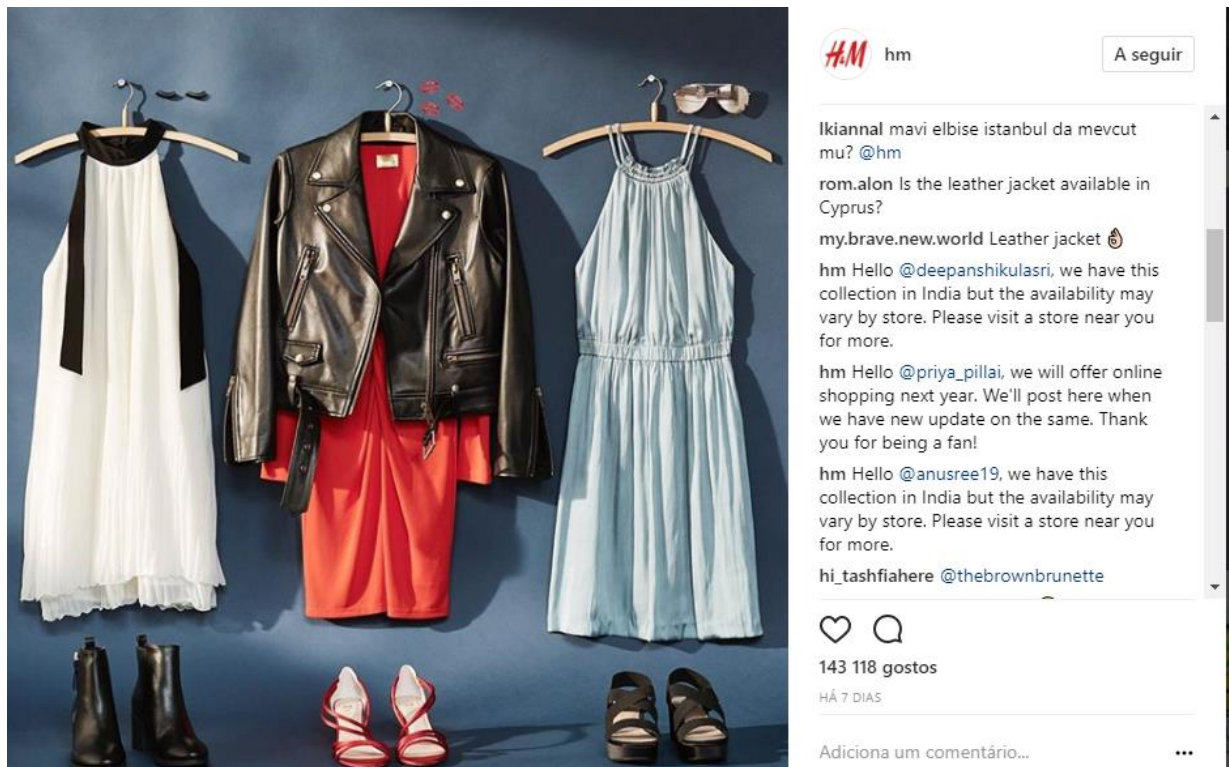 H&M
hm
A seguir
lkiannal mavi elbise istanbul da mevcut
mu? @hm
rom.alon Is the leather jacket available in
Cyprus?
my.brave.new.world Leather jacket 👌
hm Hello @deepanshikulasri, we have this
collection in India but the availability may
vary by store. Please visit a store near you
for more.
hm Hello @priya_pillai, we will offer online
shopping next year. We'll post here when
we have new update on the same. Thank
you for being a fan!
hm Hello @anusree19, we have this
collection in India but the availability may
vary by store. Please visit a store near you
for more.
hi_tashfiahere @thebrownbrunette
143 118 gostos
HÁ 7 DIAS
Adiciona um comentário...